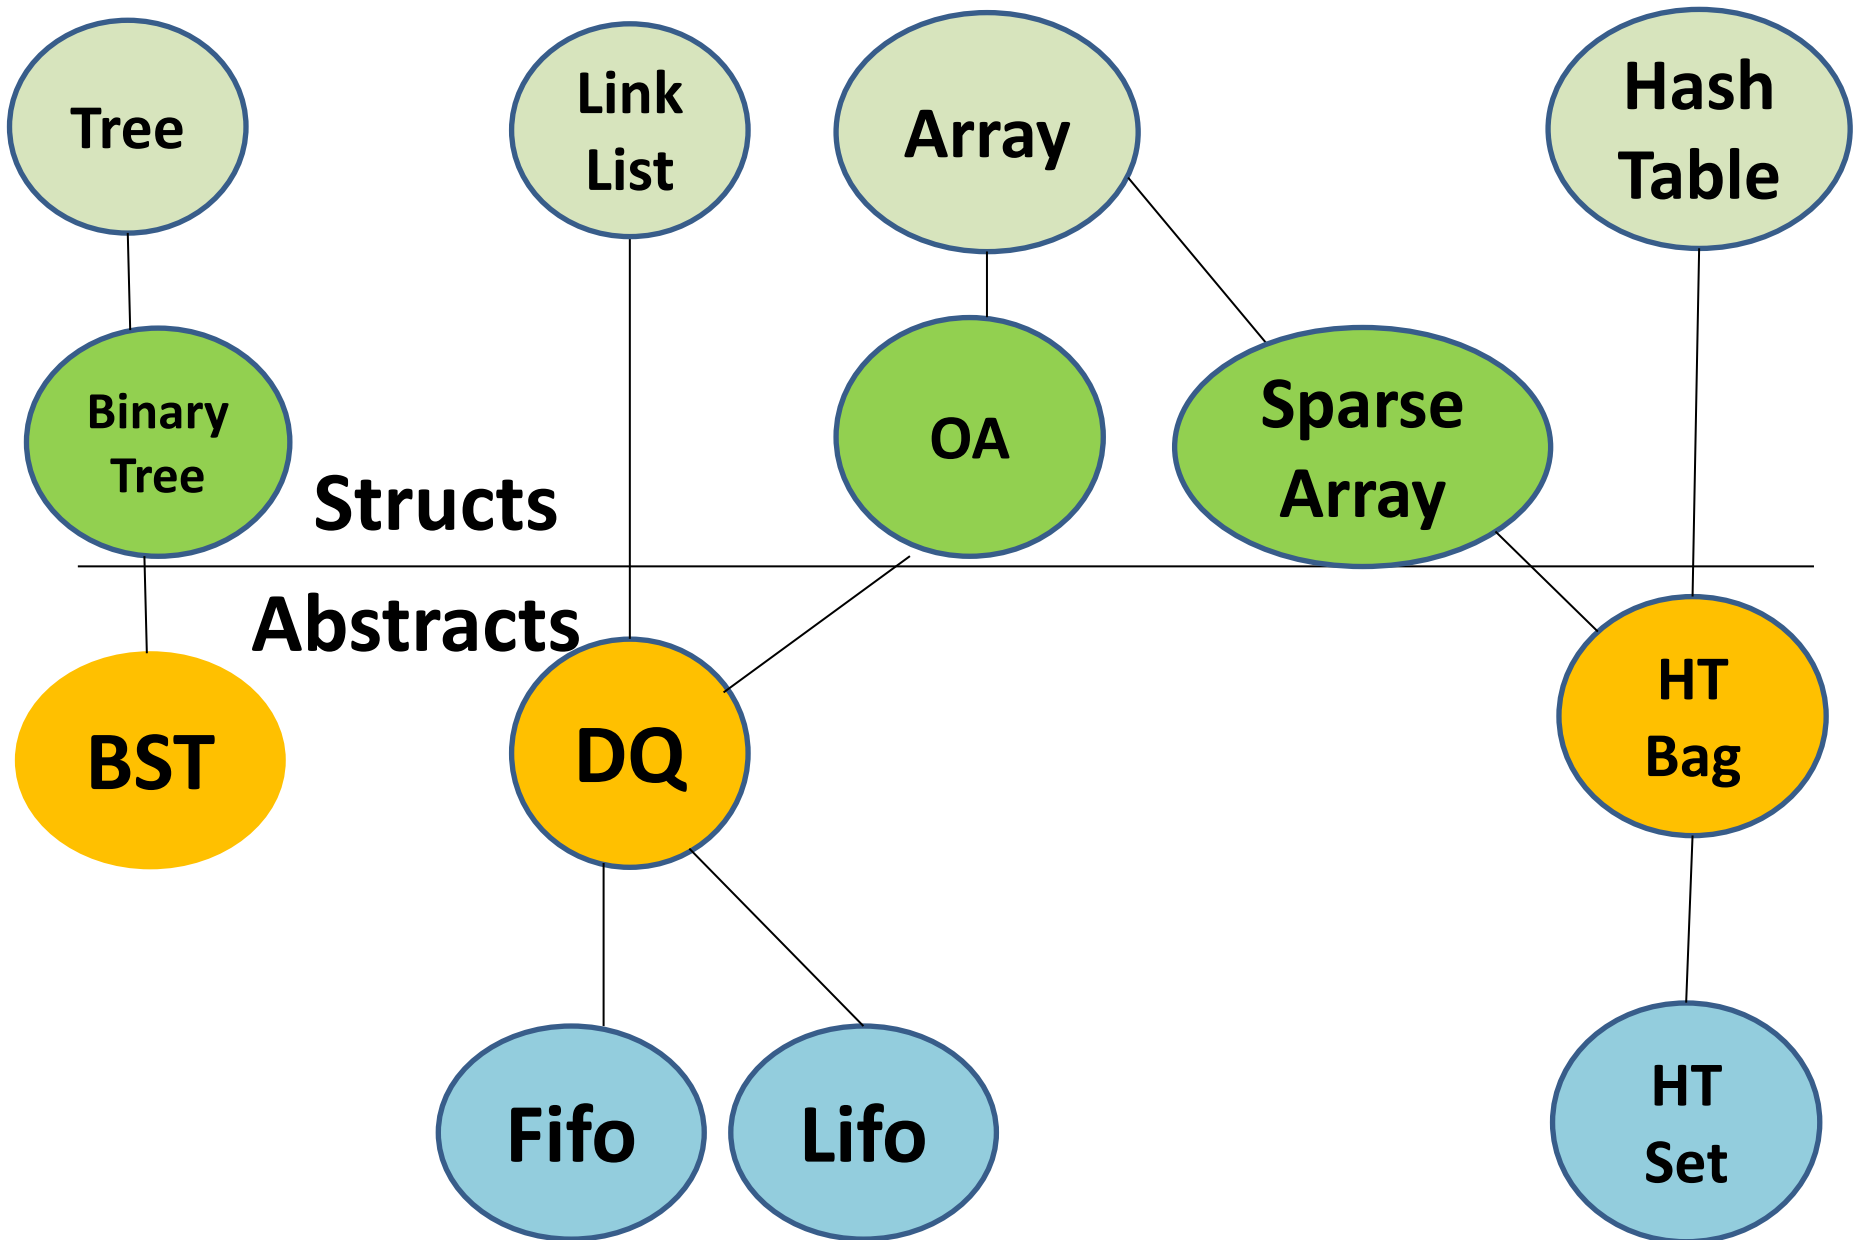 Tree
Link
List
Array
Hash
Table
Binary
Tree
OA
Sparse
Array
Structs
Abstracts
BST
DQ
HT
Bag
Fifo
Lifo
HT
Set